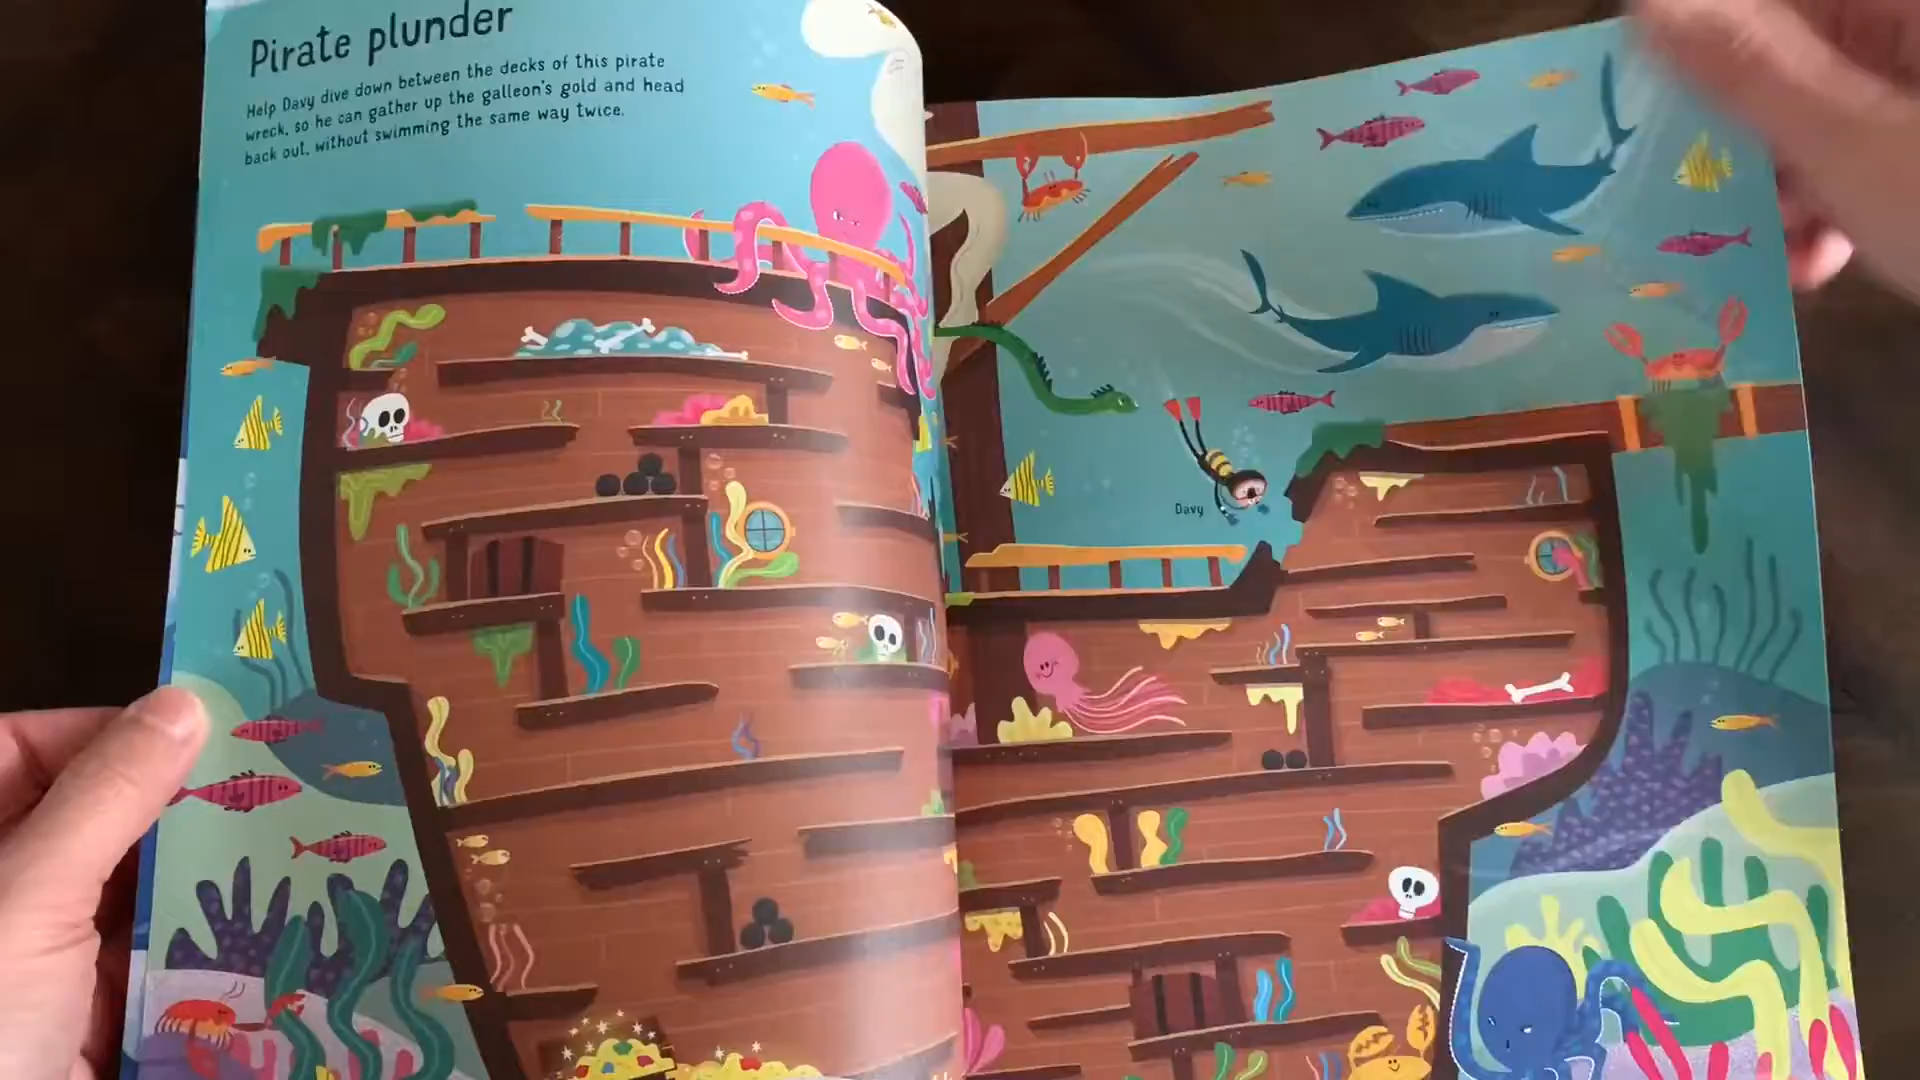 Pirate plunder
Help Davy dive down between the decks of this pirate
wreck, so he can gather up the galleon's gold and head
back out, without swimming the same way twice.
Davy